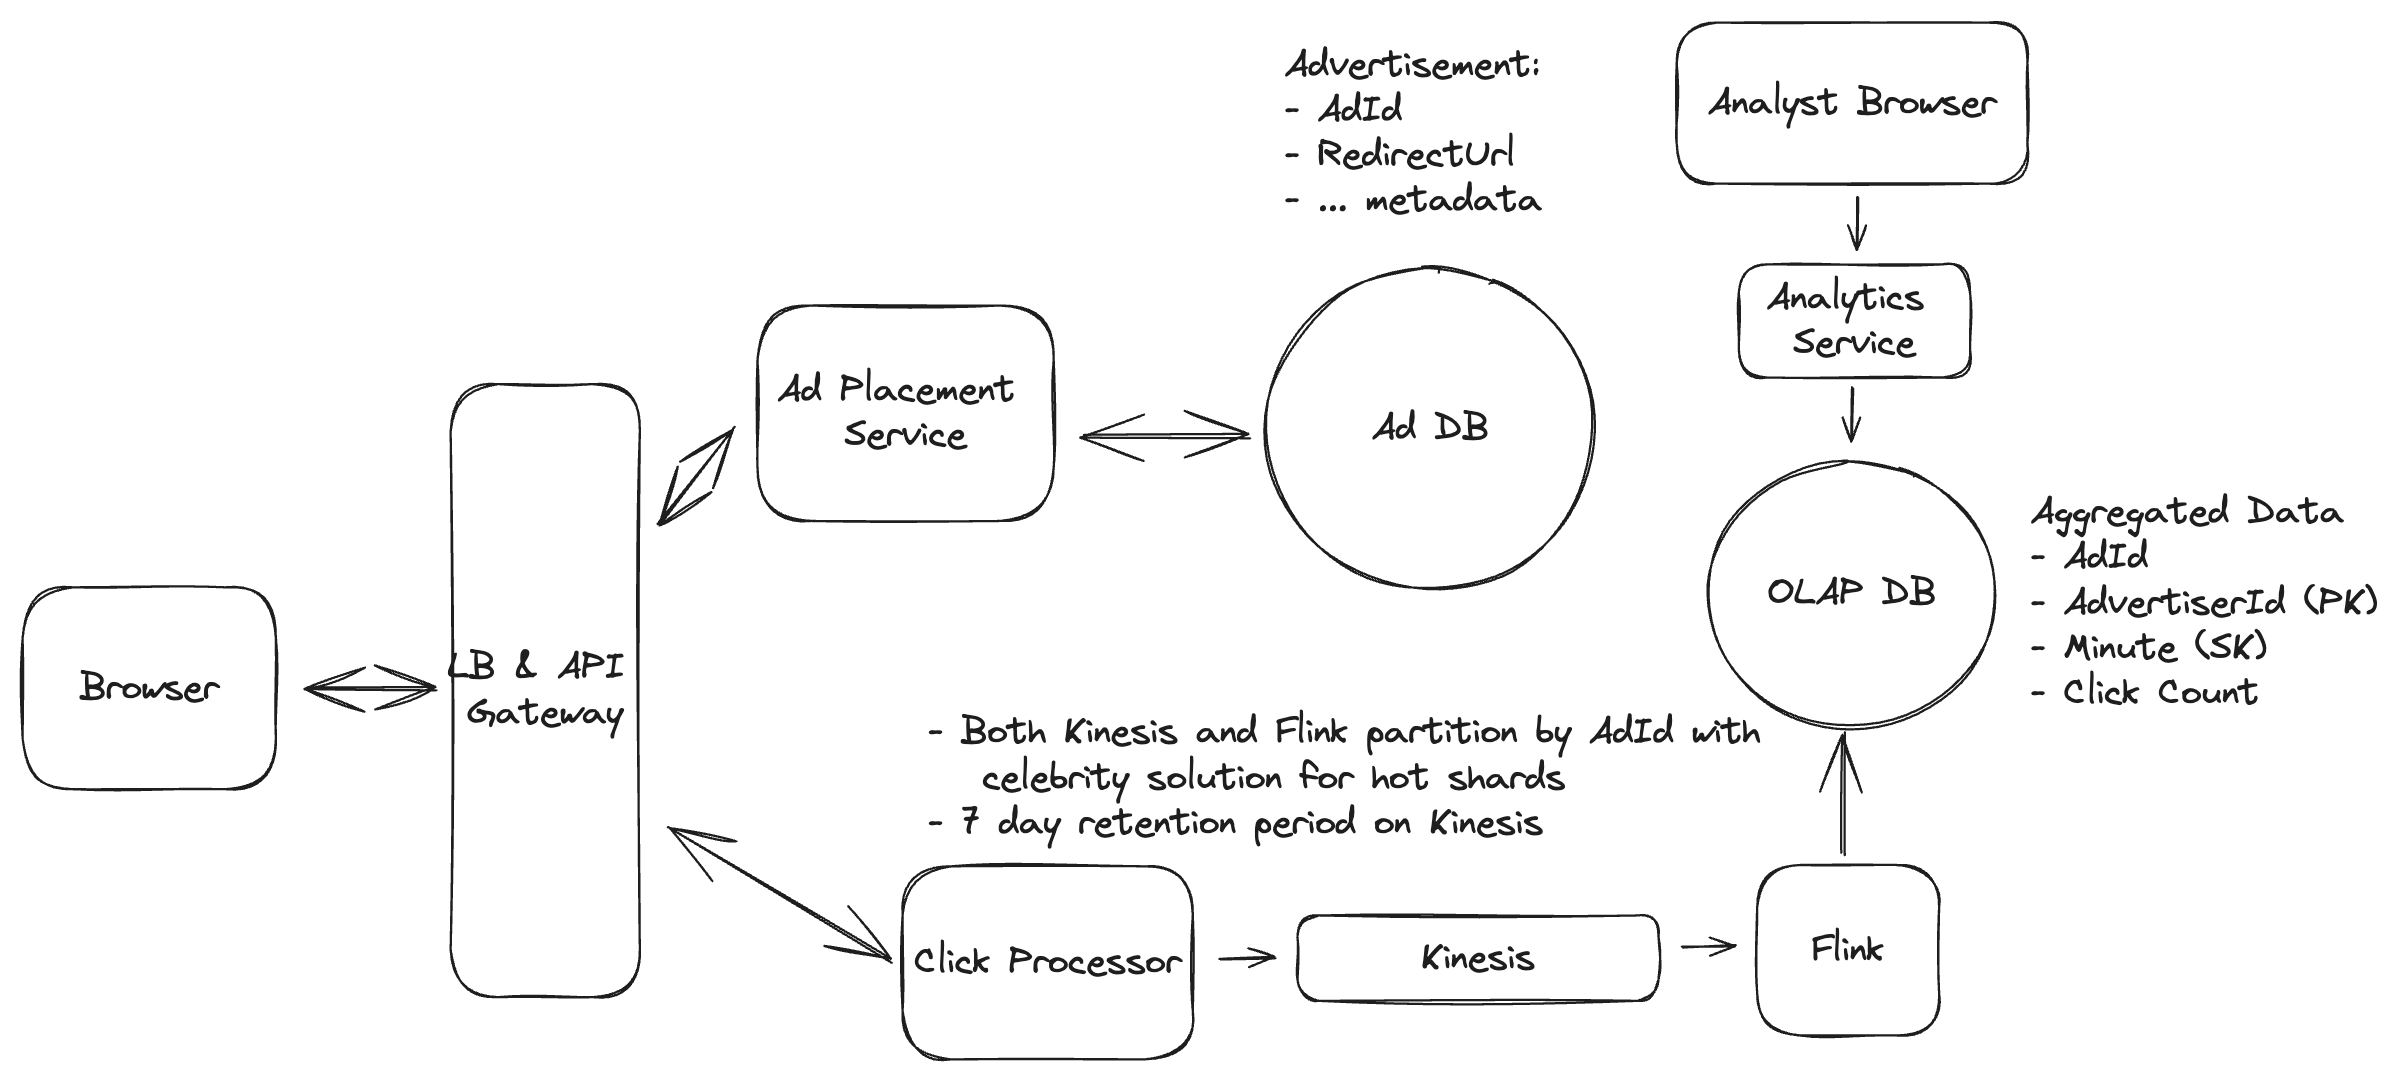 Advertisement:
- AdId
- RedirectUrl
- ... metadata
Analyst Browser
Analytics
Service
Ad Placement
Service
Ad DB
OLAP DB
Aggregated Data
- AdId
- AdvertiserId (PK)
- Minute (SK)
- Click Count
Browser
LB & API
Gateway
- Both Kinesis and Flink partition by AdId with
celebrity solution for hot shards
- 7 day retention period on Kinesis
Click Processor
Kinesis
Flink